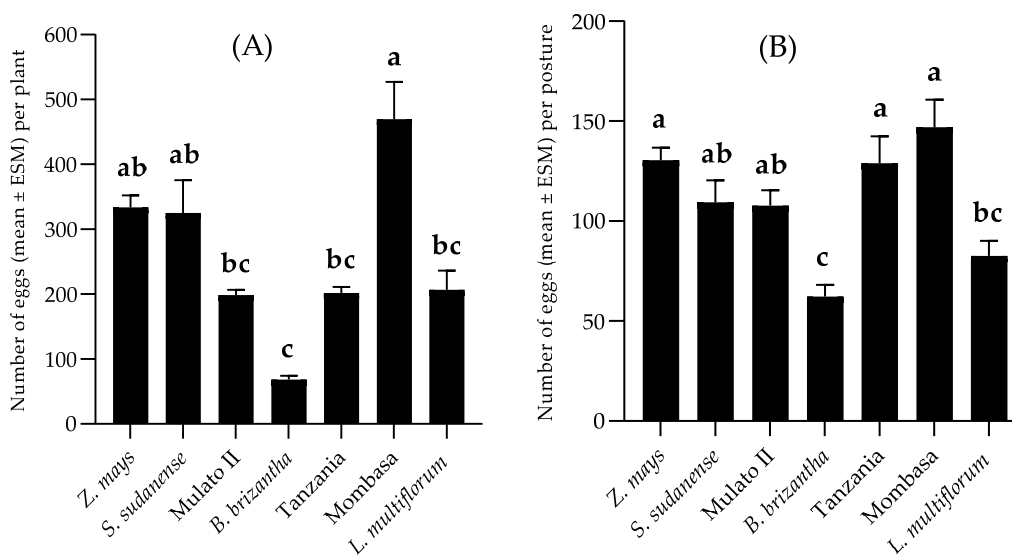 (A)
Number of eggs (mean ± ESM) per plant
600
500
400
300
200
100
0
ab
ab
bc
c
bc
a
bc
Z. mays
S. sudanense
Mulato II
B. brizantha
Tanzania
Mombasa
L. multiflorum
(B)
Number of eggs (mean ± ESM) per posture
200
150
100
50
0
a
ab
ab
c
a
a
bc
Z. mays
S. sudanense
Mulato II
B. brizantha
Tanzania
Mombasa
L. multiflorum